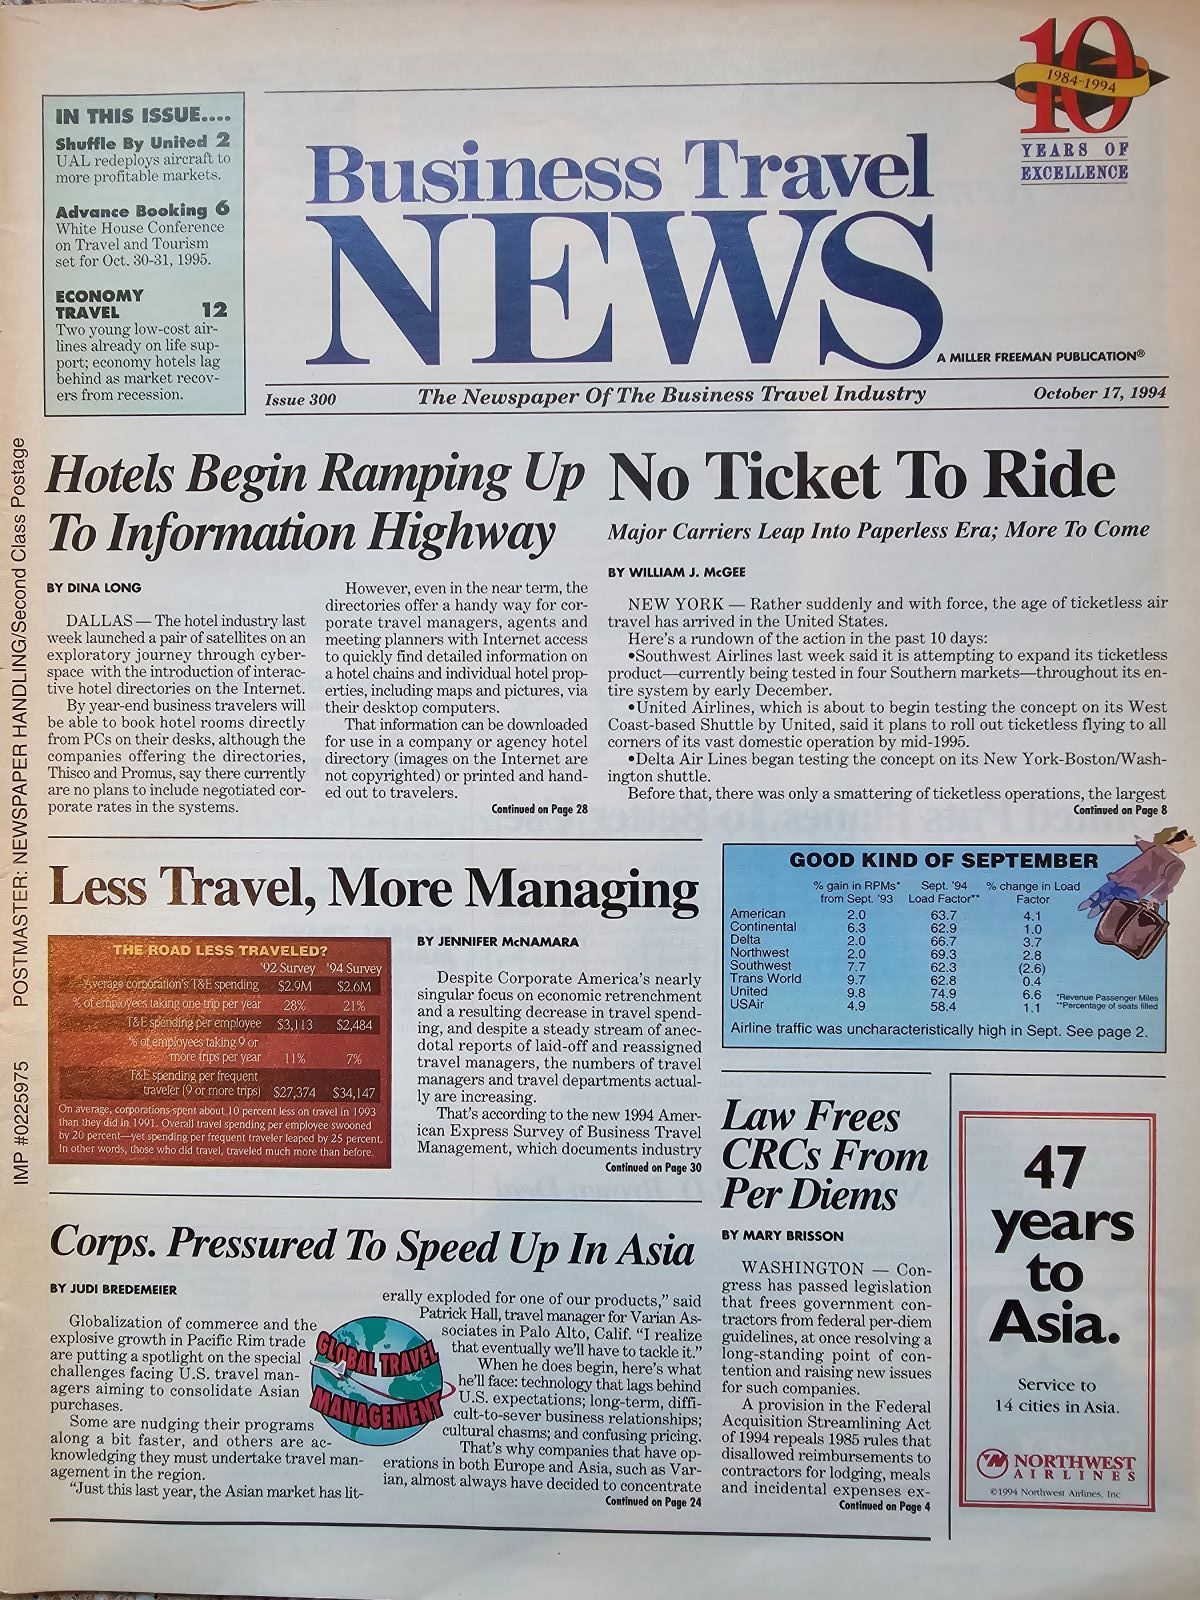 10
1984-1994
YEARS OF
EXCELLENCE
IN THIS ISSUE....
Shuffle By United 2
UAL redeploys aircraft to
more profitable markets.
Advance Booking 6
White House Conference
on Travel and Tourism
set for Oct. 30-31, 1995.
ECONOMY
TRAVEL 12
Two young low-cost air-
lines already on life sup-
port; economy hotels lag
behind as market recov-
ers from recession.
Business Travel
NEWS
A MILLER FREEMAN PUBLICATION®
Issue 300 The Newspaper Of The Business Travel Industry October 17, 1994
IMP #0225975 POSTMASTER: NEWSPAPER HANDLING/Second Class Postage
Hotels Begin Ramping Up
To Information Highway
BY DINA LONG
DALLAS — The hotel industry last
week launched a pair of satellites on an
exploratory journey through cyber-
space with the introduction of interac-
tive hotel directories on the Internet.
By year-end business travelers will
be able to book hotel rooms directly
from PCs on their desks, although the
companies offering the directories,
Thisco and Promus, say there currently
are no plans to include negotiated cor-
porate rates in the systems.
However, even in the near term, the
directories offer a handy way for cor-
porate travel managers, agents and
meeting planners with Internet access
to quickly find detailed information on
a hotel chains and individual hotel prop-
erties, including maps and pictures, via
their desktop computers.
That information can be downloaded
for use in a company or agency hotel
directory (images on the Internet are
not copyrighted) or printed and hand-
ed out to travelers.
Continued on Page 28
No Ticket To Ride
Major Carriers Leap Into Paperless Era; More To Come
BY WILLIAM J. McGEE
NEW YORK — Rather suddenly and with force, the age of ticketless air
travel has arrived in the United States.
Here's a rundown of the action in the past 10 days:
•Southwest Airlines last week said it is attempting to expand its ticketless
product—currently being tested in four Southern markets—throughout its en-
tire system by early December.
•United Airlines, which is about to begin testing the concept on its West
Coast-based Shuttle by United, said it plans to roll out ticketless flying to all
corners of its vast domestic operation by mid-1995.
•Delta Air Lines began testing the concept on its New York-Boston/Wash-
ington shuttle.
Before that, there was only a smattering of ticketless operations, the largest
Continued on Page 8
Less Travel, More Managing
THE ROAD LESS TRAVELED?
'92 Survey '94 Survey
Average corporation's T&E spending $2.9M $2.6M
% of employees taking one trip per year 28% 21%
T&E spending per employee $3,113 $2,484
% of employees taking 9 or
more trips per year 11% 7%
T&E spending per frequent
traveler (9 or more trips) $27,374 $34,147
On average, corporations spent about 10 percent less on travel in 1993
than they did in 1991. Overall travel spending per employee swooned
by 20 percent—yet spending per frequent traveler leaped by 25 percent.
In other words, those who did travel, traveled much more than before.
BY JENNIFER McNAMARA
Despite Corporate America's nearly
singular focus on economic retrenchment
and a resulting decrease in travel spend-
ing, and despite a steady stream of anec-
dotal reports of laid-off and reassigned
travel managers, the numbers of travel
managers and travel departments actual-
ly are increasing.
That's according to the new 1994 Amer-
ican Express Survey of Business Travel
Management, which documents industry
Continued on Page 30
GOOD KIND OF SEPTEMBER
% gain in RPMs* Sept. '94 % change in Load
from Sept. '93 Load Factor** Factor
American 2.0 63.7 4.1
Continental 6.3 62.9 1.0
Delta 2.0 66.7 3.7
Northwest 2.0 69.3 2.8
Southwest 7.7 62.3 (2.6)
Trans World 9.7 62.8 0.4
United 9.8 74.9 6.6
USAir 4.9 58.4 1.1
*Revenue Passenger Miles
**Percentage of seats filled
Airline traffic was uncharacteristically high in Sept. See page 2.
Corps. Pressured To Speed Up In Asia
BY JUDI BREDEMEIER
Globalization of commerce and the
explosive growth in Pacific Rim trade
are putting a spotlight on the special
challenges facing U.S. travel man-
agers aiming to consolidate Asian
purchases.
Some are nudging their programs
along a bit faster, and others are ac-
knowledging they must undertake travel man-
agement in the region.
"Just this last year, the Asian market has lit-
GLOBAL TRAVEL
MANAGEMENT
erally exploded for one of our products," said
Patrick Hall, travel manager for Varian As-
sociates in Palo Alto, Calif. "I realize
that eventually we'll have to tackle it."
When he does begin, here's what
he'll face: technology that lags behind
U.S. expectations; long-term, diffi-
cult-to-sever business relationships;
cultural chasms; and confusing pricing.
That's why companies that have op-
erations in both Europe and Asia, such as Var-
ian, almost always have decided to concentrate
Continued on Page 24
Law Frees
CRCs From
Per Diems
BY MARY BRISSON
WASHINGTON — Con-
gress has passed legislation
that frees government con-
tractors from federal per-diem
guidelines, at once resolving a
long-standing point of con-
tention and raising new issues
for such companies.
A provision in the Federal
Acquisition Streamlining Act
of 1994 repeals 1985 rules that
disallowed reimbursements to
contractors for lodging, meals
and incidental expenses ex-
Continued on Page 4
47
years
to
Asia.
Service to
14 cities in Asia.
NORTHWEST
AIRLINES
©1994 Northwest Airlines, Inc.